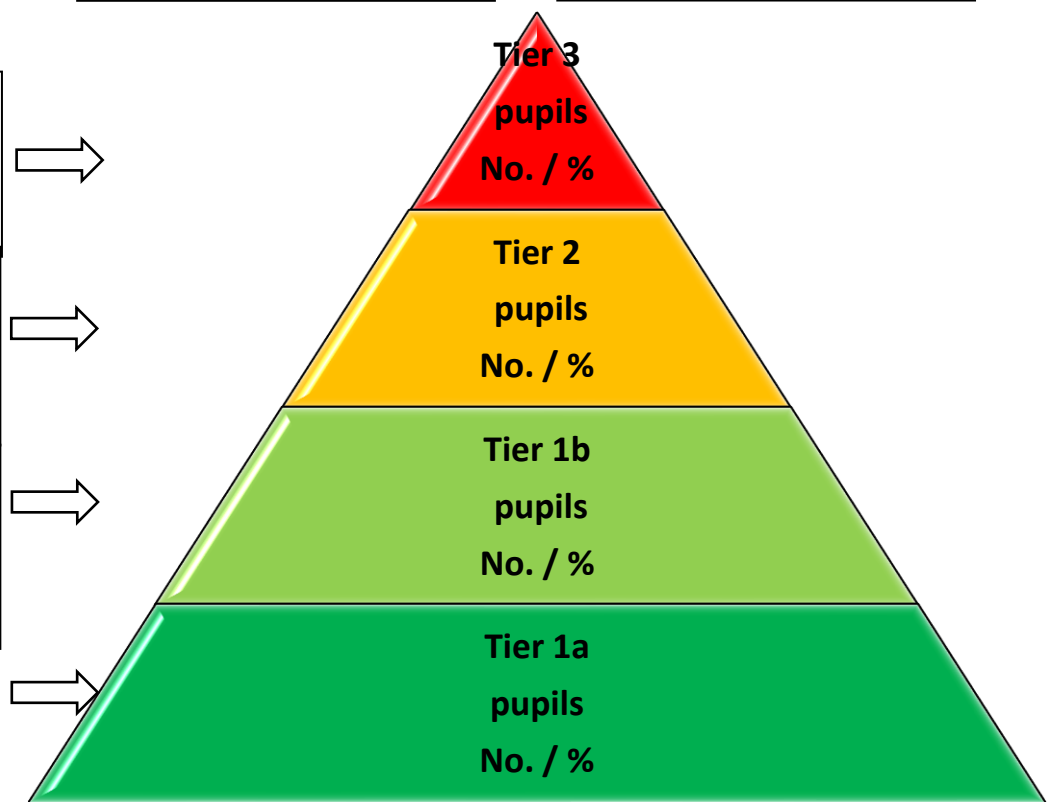 Tier 3
pupils
No. / %
Tier 2
pupils
No. / %
Tier 1b
pupils
No. / %
Tier 1a
pupils
No. / %